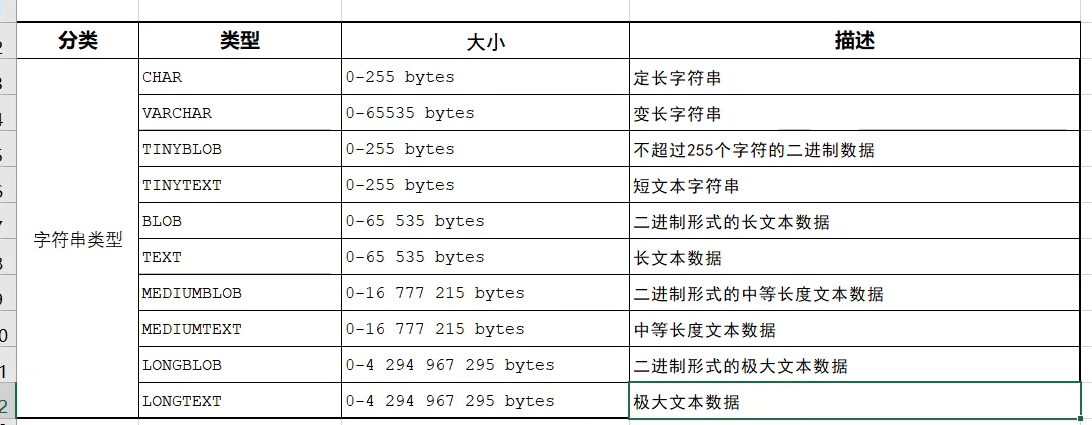 分类 类型 大小 描述
CHAR 0-255 bytes 定长字符串
VARCHAR 0-65535 bytes 变长字符串
TINYBLOB 0-255 bytes 不超过255个字符的二进制数据
TINYTEXT 0-255 bytes 短文本字符串
BLOB 0-65 535 bytes 二进制形式的长文本数据
字符串类型
TEXT 0-65 535 bytes 长文本数据
MEDIUMBLOB 0-16 777 215 bytes 二进制形式的中等长度文本数据
MEDIUMTEXT 0-16 777 215 bytes 中等长度文本数据
LONGBLOB 0-4 294 967 295 bytes 二进制形式的极大文本数据
LONGTEXT 0-4 294 967 295 bytes 极大文本数据